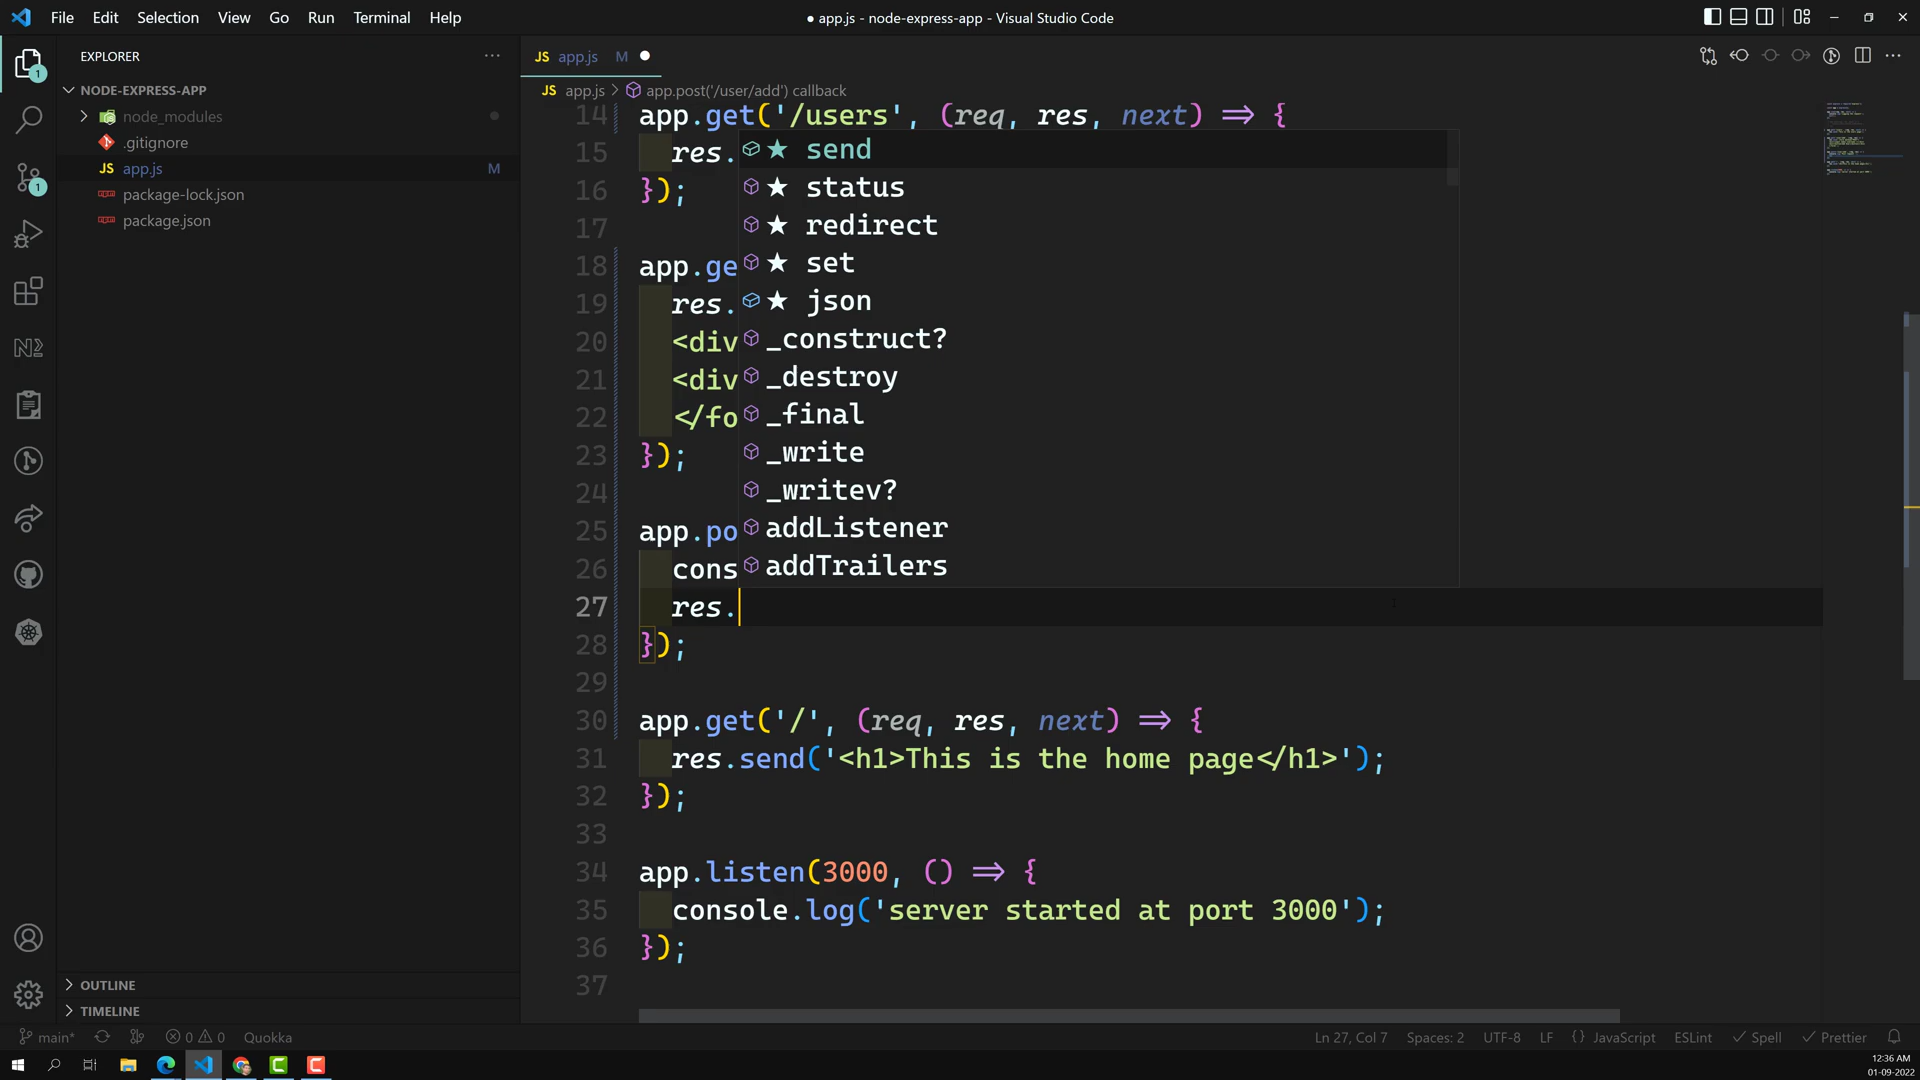 File Edit Selection View Go Run Terminal Help
● app.js - node-express-app - Visual Studio Code
EXPLORER
NODE-EXPRESS-APP
node_modules
.gitignore
JS app.js M
package-lock.json
package.json
OUTLINE
TIMELINE
1
1
JS app.js M
JS app.js > app.post('/user/add') callback
14 app.get('/users', (req, res, next) => {
15 res.
16 });
17
18 app.ge
19 res.
20 <div
21 <div
22 </fo
23 });
24
25 app.po
26 cons
27 res.
28 });
29
30 app.get('/', (req, res, next) => {
31 res.send('<h1>This is the home page</h1>');
32 });
33
34 app.listen(3000, () => {
35 console.log('server started at port 3000');
36 });
37
★ send
★ status
★ redirect
★ set
★ json
_construct?
_destroy
_final
_write
_writev?
addListener
addTrailers
main* 0 0 Quokka
Ln 27, Col 7 Spaces: 2 UTF-8 LF {} JavaScript ESLint ✓ Spell ✓ Prettier
12:36 AM
01-09-2022